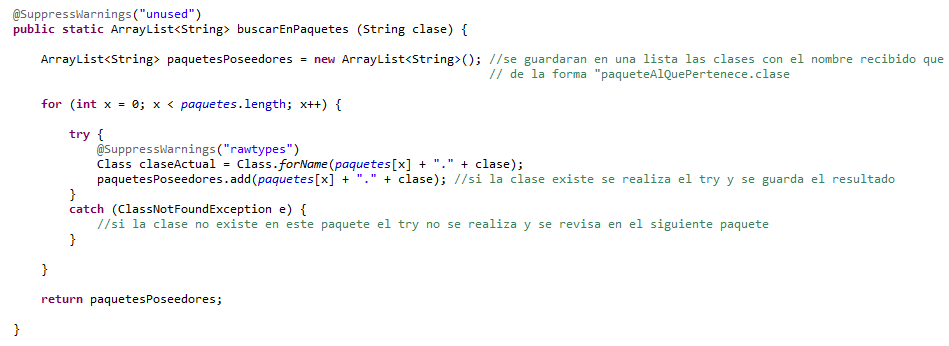 @SuppressWarnings("unused")
public static ArrayList<String> buscarEnPaquetes (String clase) {
ArrayList<String> paquetesPoseedores = new ArrayList<String>(); //se guardaran en una lista las clases con el nombre recibido que
// de la forma "paqueteAlQuePertenece.clase
for (int x = 0; x < paquetes.length; x++) {
try {
@SuppressWarnings("rawtypes")
Class claseActual = Class.forName(paquetes[x] + "." + clase);
paquetesPoseedores.add(paquetes[x] + "." + clase); //si la clase existe se realiza el try y se guarda el resultado
}
catch (ClassNotFoundException e) {
//si la clase no existe en este paquete el try no se realiza y se revisa en el siguiente paquete
}
}
return paquetesPoseedores;
}